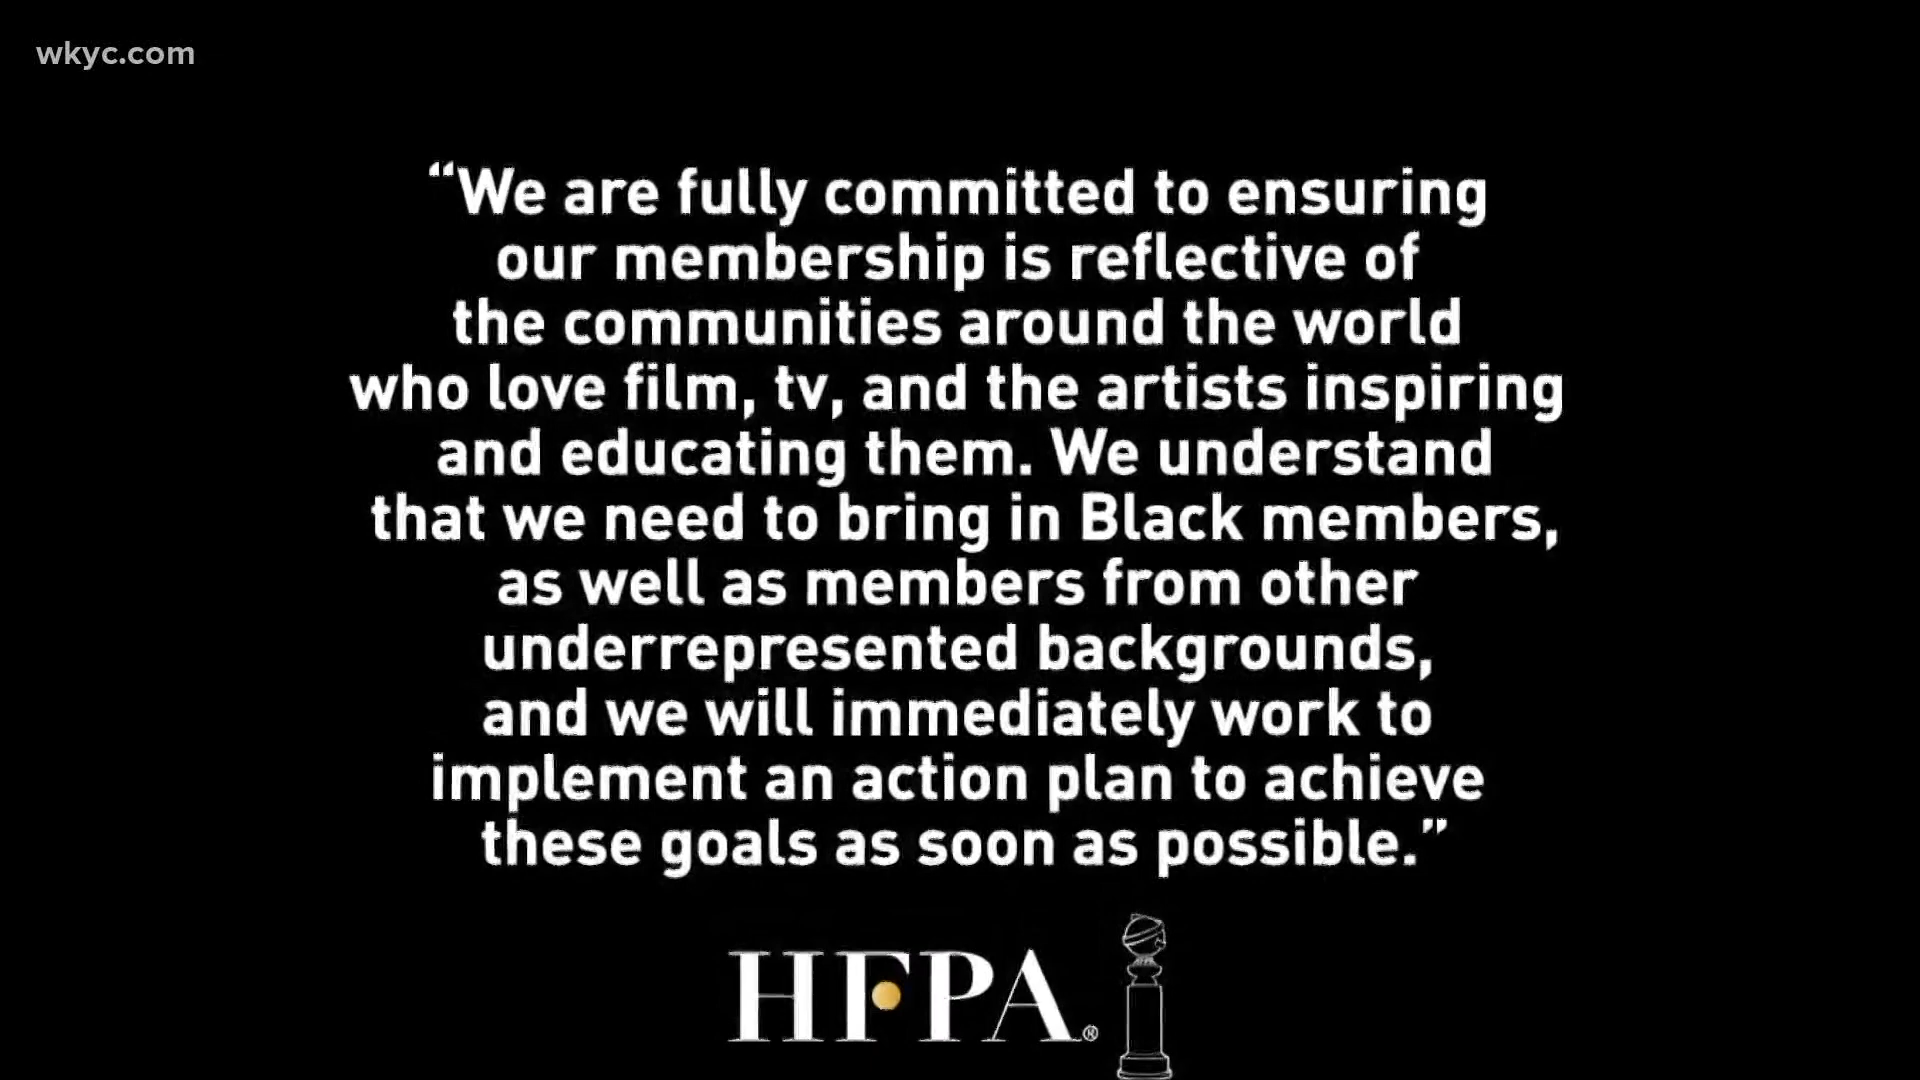 wkyc.com
“We are fully committed to ensuring
our membership is reflective of
the communities around the world
who love film, tv, and the artists inspiring
and educating them. We understand
that we need to bring in Black members,
as well as members from other
underrepresented backgrounds,
and we will immediately work to
implement an action plan to achieve
these goals as soon as possible.”
HFPA®